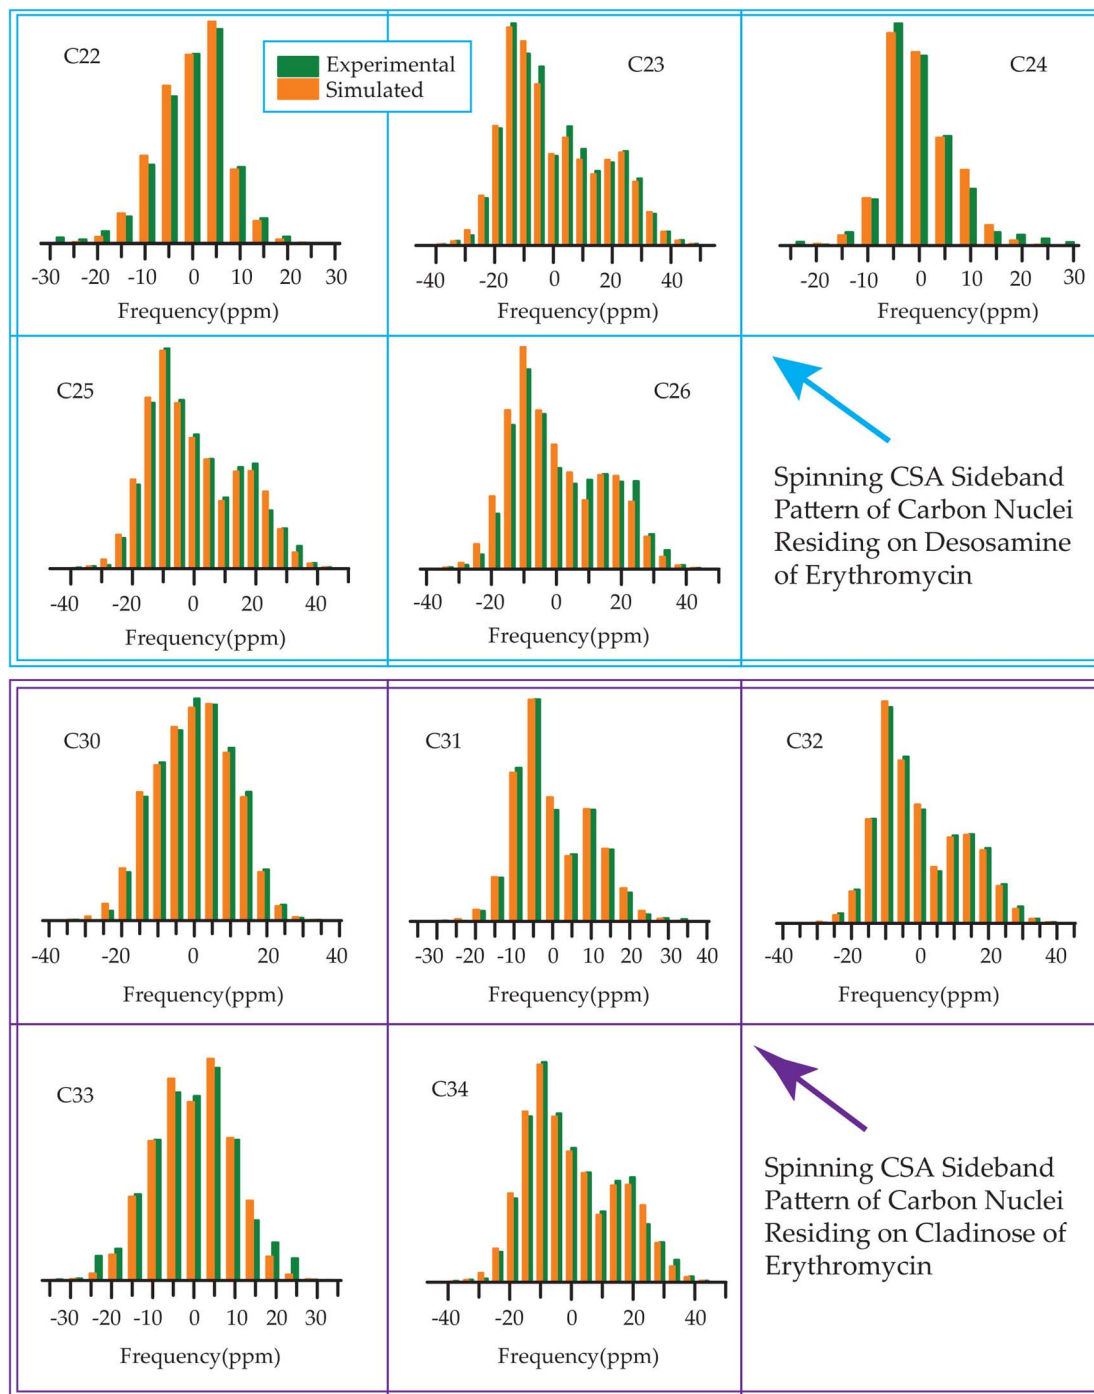 C22
Experimental
Simulated
-30 -20 -10 0 10 20 30
Frequency(ppm)
C23
-40 -20 0 20 40
Frequency(ppm)
C24
-20 -10 0 10 20 30
Frequency(ppm)
C25
-40 -20 0 20 40
Frequency(ppm)
C26
-40 -20 0 20 40
Frequency(ppm)
Spinning CSA Sideband
Pattern of Carbon Nuclei
Residing on Desosamine
of Erythromycin
C30
-40 -20 0 20 40
Frequency(ppm)
C31
-30 -20 -10 0 10 20 30 40
Frequency(ppm)
C32
-40 -20 0 20 40
Frequency(ppm)
C33
-30 -20 -10 0 10 20 30
Frequency(ppm)
C34
-40 -20 0 20 40
Frequency(ppm)
Spinning CSA Sideband
Pattern of Carbon Nuclei
Residing on Cladinose of
Erythromycin